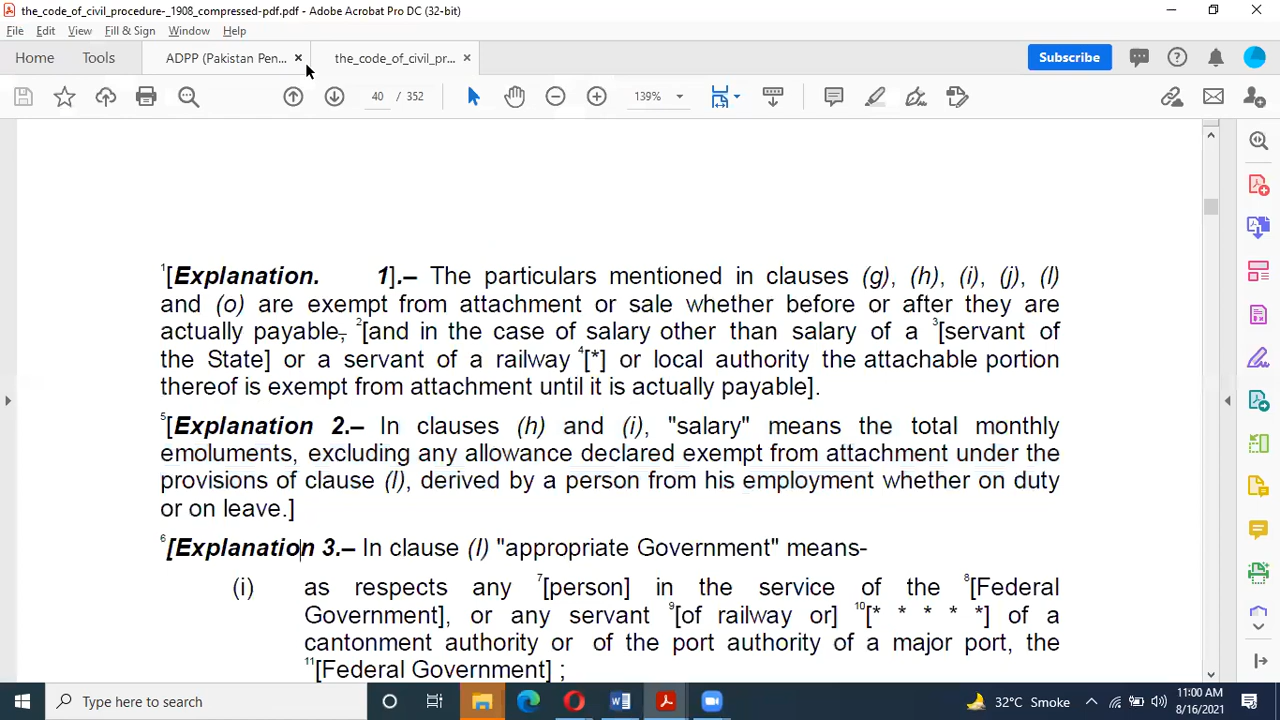 the_code_of_civil_procedure-_1908_compressed-pdf.pdf - Adobe Acrobat Pro DC (32-bit)
File Edit View Fill & Sign Window Help
Home Tools ADPP (Pakistan Pen... × the_code_of_civil_pr... × Subscribe
40 / 352 139%
1[Explanation. 1].– The particulars mentioned in clauses (g), (h), (i), (j), (l)
and (o) are exempt from attachment or sale whether before or after they are
actually payable, 2[and in the case of salary other than salary of a 3[servant of
the State] or a servant of a railway 4[*] or local authority the attachable portion
thereof is exempt from attachment until it is actually payable].
5[Explanation 2.– In clauses (h) and (i), "salary" means the total monthly
emoluments, excluding any allowance declared exempt from attachment under the
provisions of clause (l), derived by a person from his employment whether on duty
or on leave.]
6[Explanation 3.– In clause (l) "appropriate Government" means-
(i) as respects any 7[person] in the service of the 8[Federal
Government], or any servant 9[of railway or] 10[* * * * *] of a
cantonment authority or of the port authority of a major port, the
11[Federal Government] ;
Type here to search
32°C Smoke
11:00 AM
8/16/2021